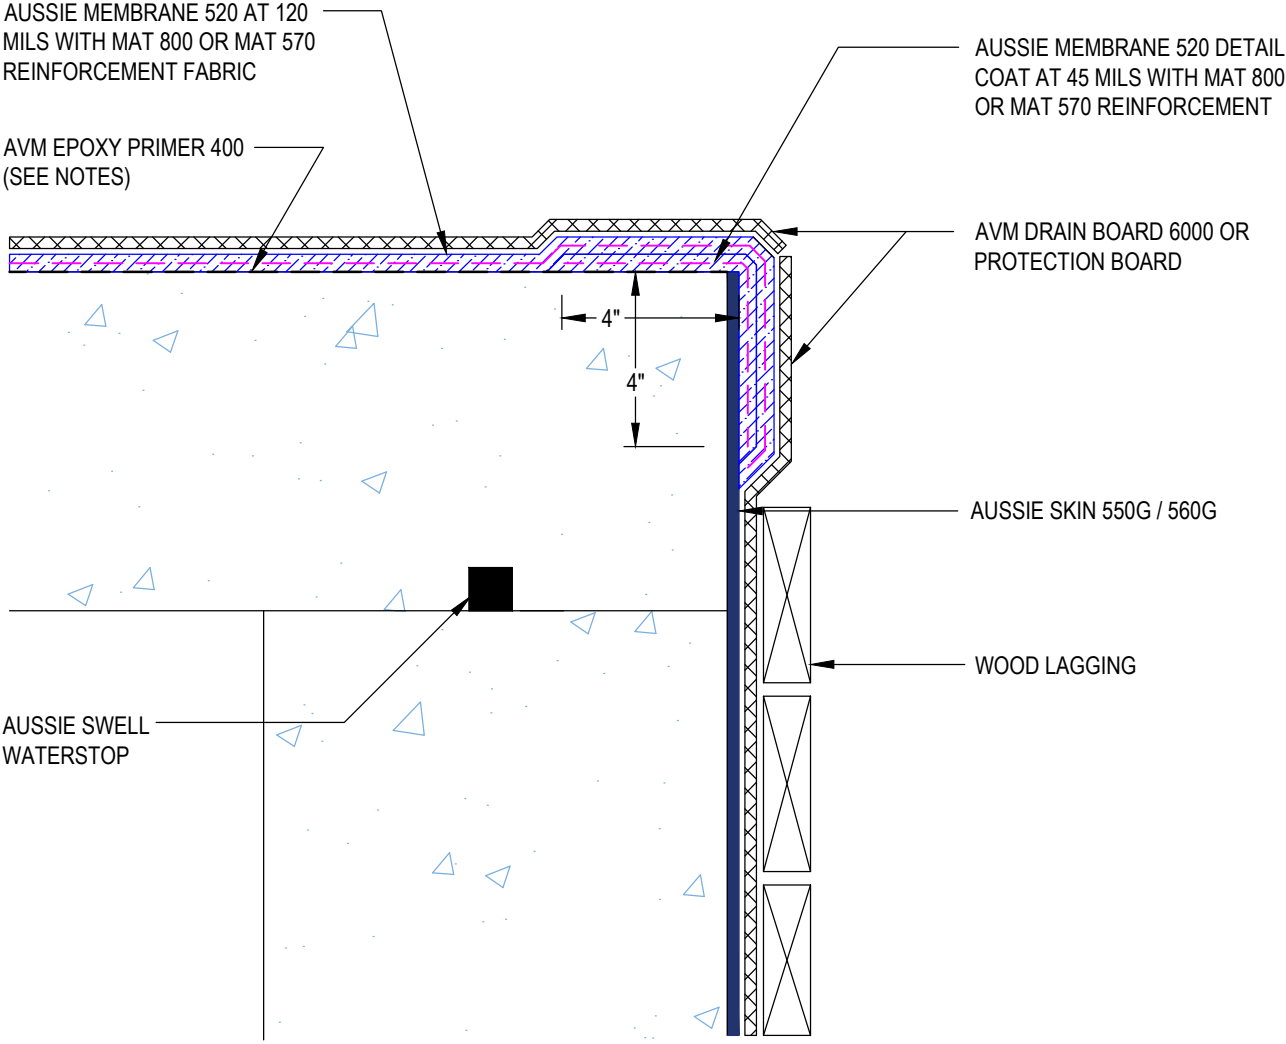 AUSSIE MEMBRANE 520 AT 120
MILS WITH MAT 800 OR MAT 570
REINFORCEMENT FABRIC
AUSSIE MEMBRANE 520 DETAIL
COAT AT 45 MILS WITH MAT 800
OR MAT 570 REINFORCEMENT
AVM EPOXY PRIMER 400
(SEE NOTES)
AVM DRAIN BOARD 6000 OR
PROTECTION BOARD
4"
4"
AUSSIE SKIN 550G / 560G
WOOD LAGGING
AUSSIE SWELL
WATERSTOP